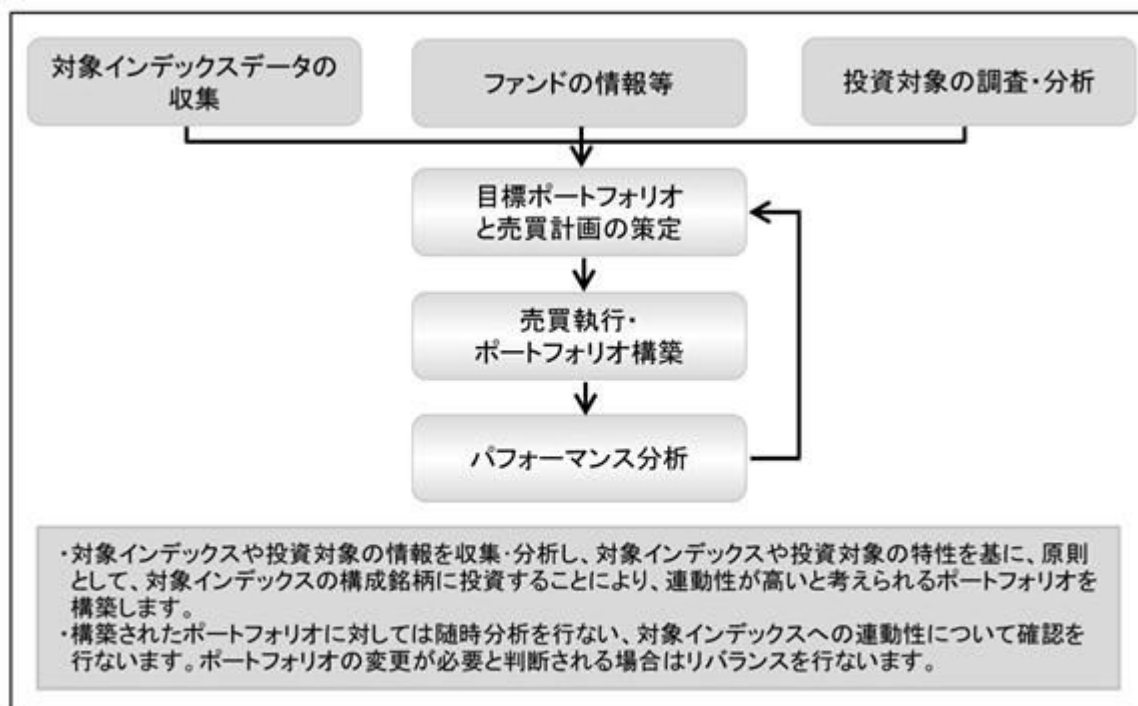 対象インデックスデータの
収集
ファンドの情報等
投資対象の調査・分析
目標ポートフォリオ
と売買計画の策定
売買執行・
ポートフォリオ構築
パフォーマンス分析
・対象インデックスや投資対象の情報を収集・分析し、対象インデックスや投資対象の特性を基に、原則
として、対象インデックスの構成銘柄に投資することにより、連動性が高いと考えられるポートフォリオを
構築します。
・構築されたポートフォリオに対しては随時分析を行ない、対象インデックスへの連動性について確認を
行ないます。ポートフォリオの変更が必要と判断される場合はリバランスを行ないます。